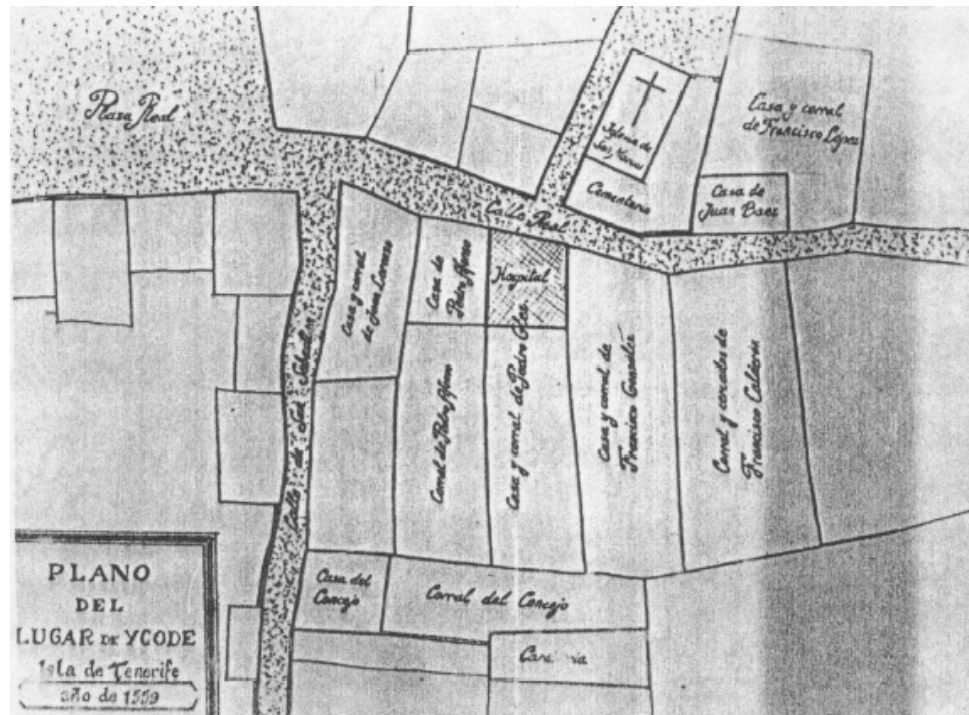 Plaza Real
Iglesia de
San Marcos
Cementerio
Casa y corral
de Francisco López
Casa de
Juan Baez
Calle Real
Casa y corral
de Juan Lorenzo
Casa de
Pedro Afonso
Hospital
Corral de Pedro Afonso
Casa y corral de Pedro Glez.
Casa y corral de
Francisco González
Corral y cercados de
Francisco Calderón
Calle de San Sebastián
Casa del
Concejo
Corral del Concejo
PLANO
DEL
LUGAR DE YCODE
Isla de Tenerife
año de 1559